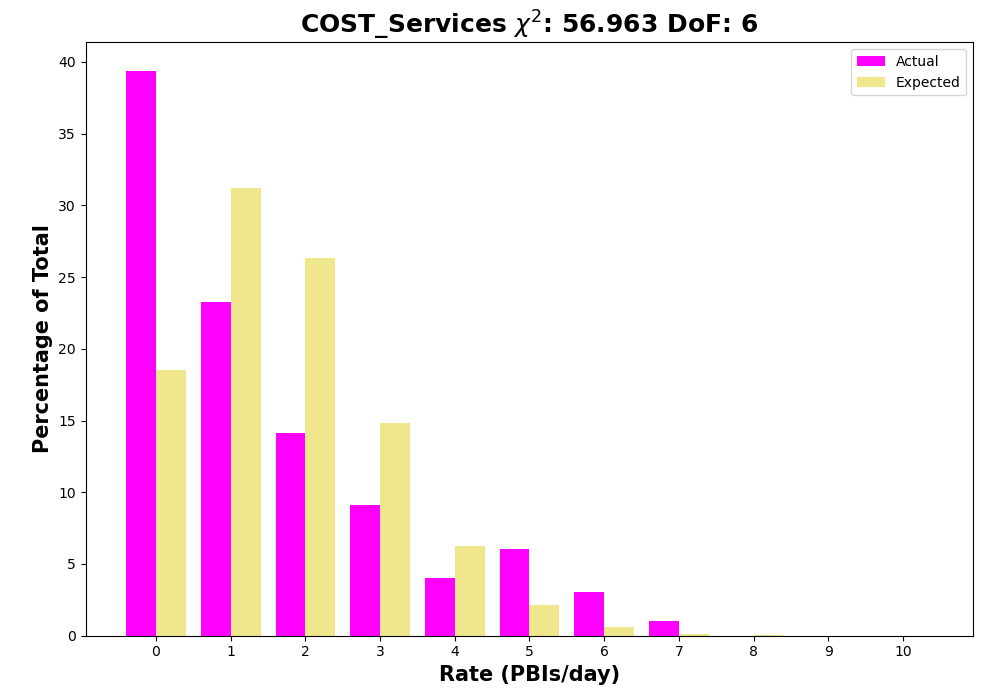 COST_Services χ²: 56.963 DoF: 6
Actual
Expected
Percentage of Total
40
35
30
25
20
15
10
5
0
0 1 2 3 4 5 6 7 8 9 10
Rate (PBIs/day)